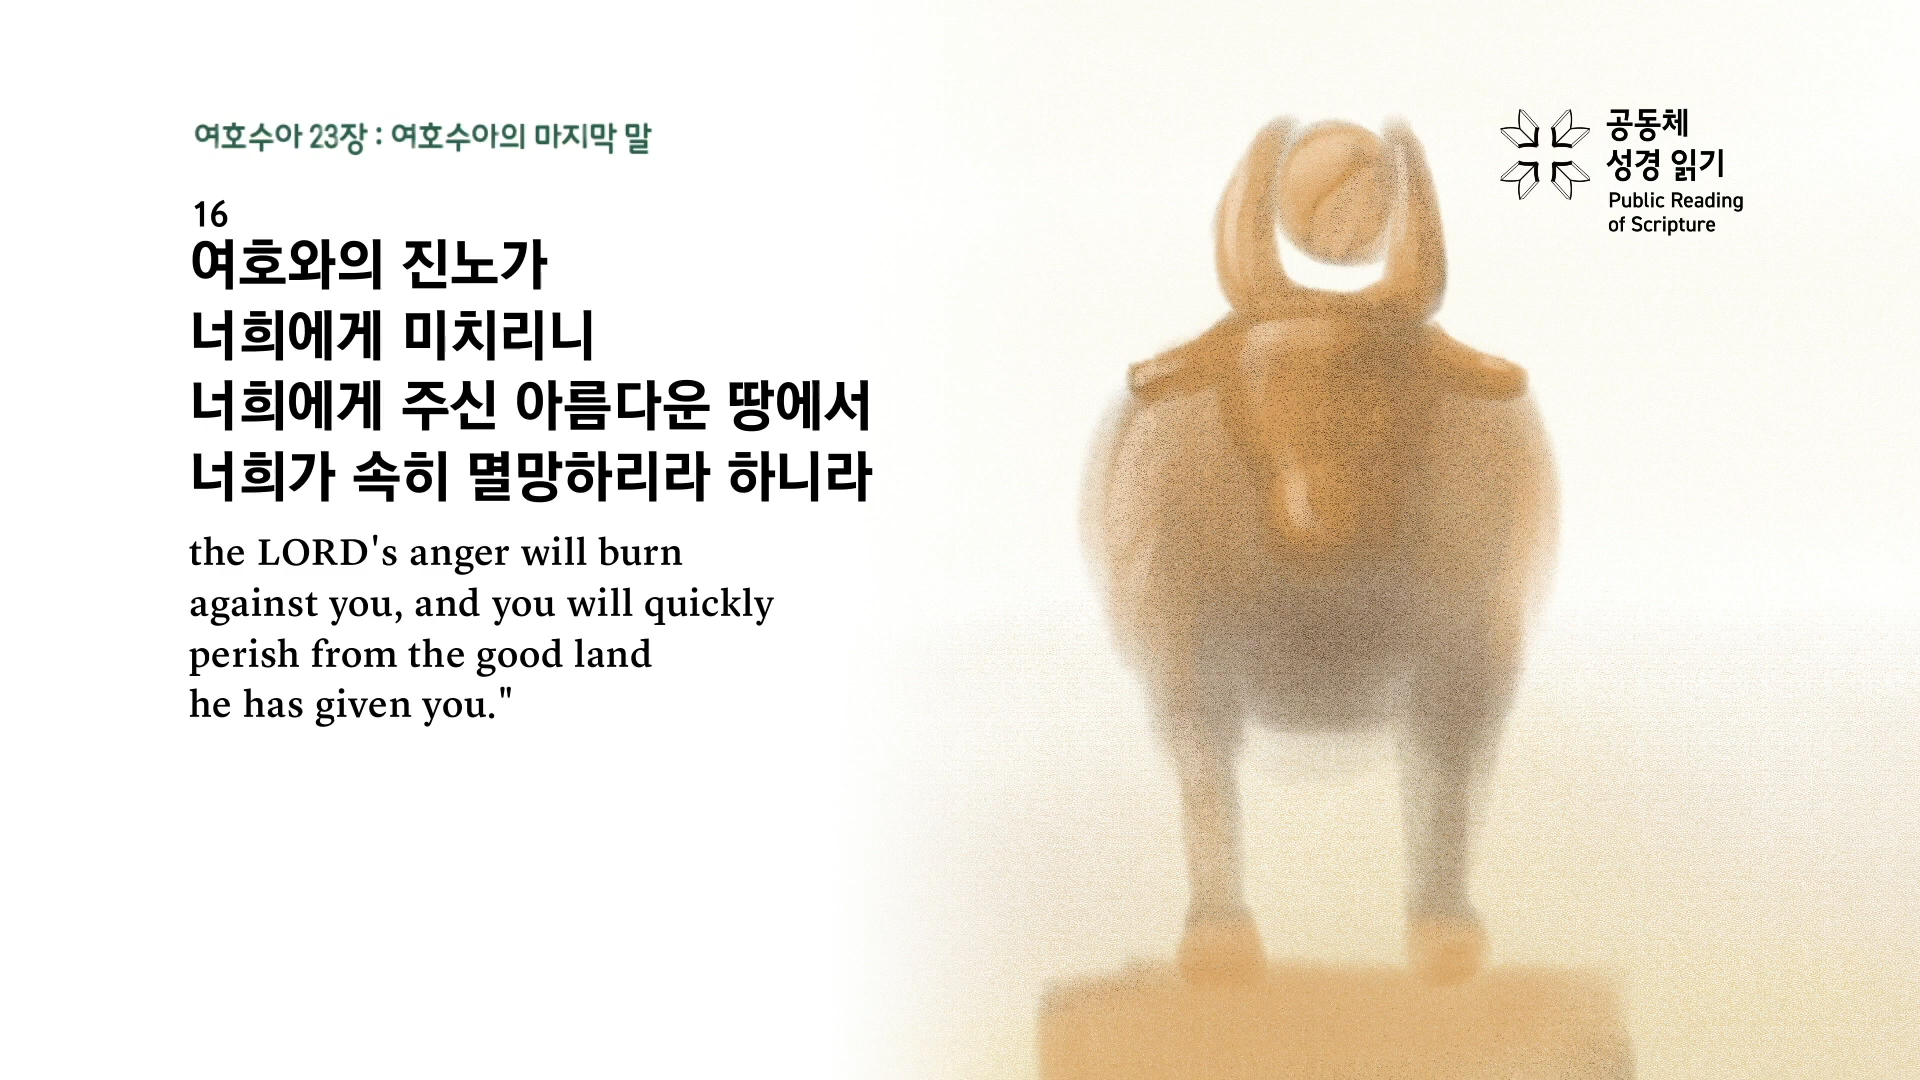 여호수아 23장 : 여호수아의 마지막 말
16
여호와의 진노가
너희에게 미치리니
너희에게 주신 아름다운 땅에서
너희가 속히 멸망하리라 하니라
the LORD's anger will burn
against you, and you will quickly
perish from the good land
he has given you."
공동체
성경 읽기
Public Reading
of Scripture